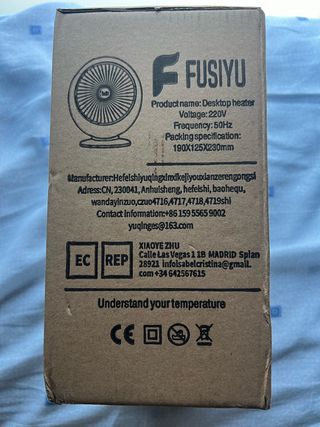 FUSIYU
Product name: Desktop heater
Voltage: 220V
Frequency: 50Hz
Packing specification:
190X125X230mm
Manufacturer:Hefeishiyuqingxirndkejiyouxianzerengongsi
Adress:CN, 230041, Anhuisheng, hefeishi, baohequ,
wandayinzuo,czuo4716,4717,4718,4719shi
Contact information:+86 159 5565 9002
yuqinges@163.com
EC REP
XIAOYE ZHU
Calle Las Vegas 1 1B MADRID Spian
28921 infoisabelcristina@gmail.
com +34 642567615
Understand your temperature
CE